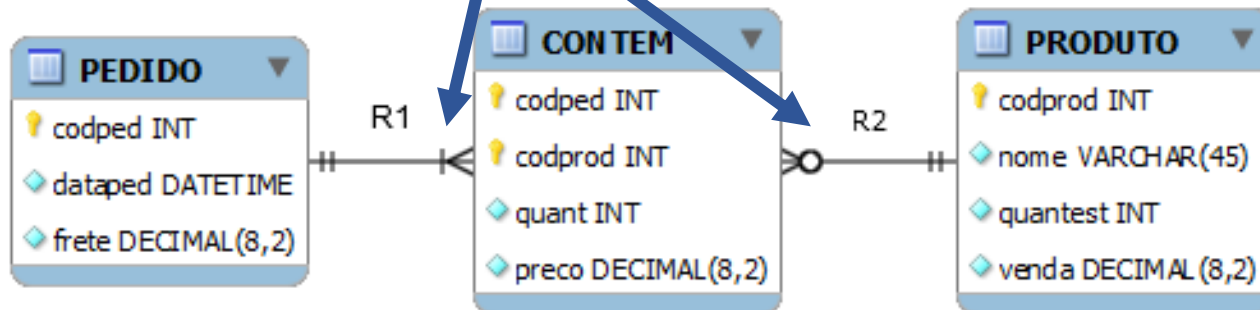 PEDIDO
codped INT
dataped DATETIME
frete DECIMAL(8,2)
R1
CONTEM
codped INT
codprod INT
quant INT
preco DECIMAL(8,2)
R2
PRODUTO
codprod INT
nome VARCHAR(45)
quantest INT
venda DECIMAL(8,2)